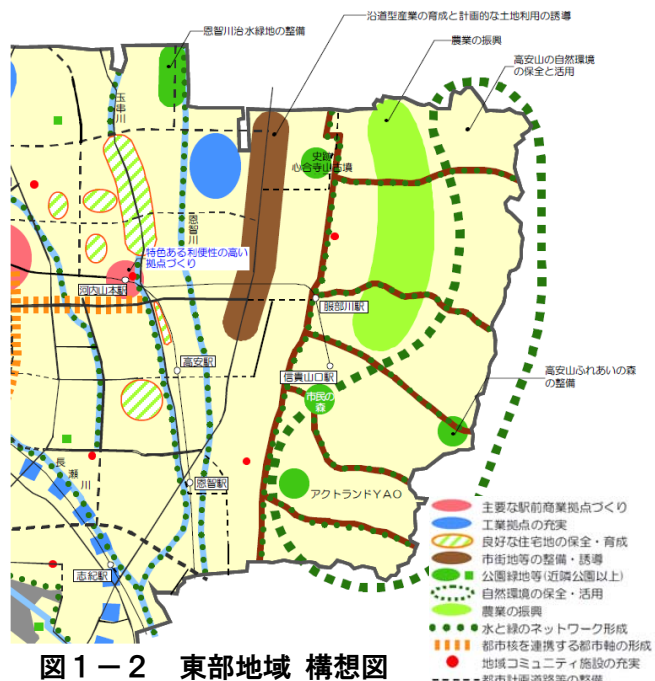 沿道型産業の育成と計画的な土地利用の誘導
恩智川治水緑地の整備
農業の振興
高安山の自然環境
の保全と活用
玉串川
史跡
心合寺山古墳
恩智川
特色ある利便性の高い
拠点づくり
河内山本駅
服部川駅
高安駅
信貴山口駅
高安山ふれあいの森
の整備
市民の
森
長瀬川
恩智駅
アクトランドYAO
志紀駅
主要な駅前商業拠点づくり
工業拠点の充実
良好な住宅地の保全・育成
市街地等の整備・誘導
公園緑地等(近隣公園以上)
自然環境の保全・活用
農業の振興
水と緑のネットワーク形成
都市核を連携する都市軸の形成
地域コミュニティ施設の充実
都市計画道路等の整備
図1-2 東部地域 構想図